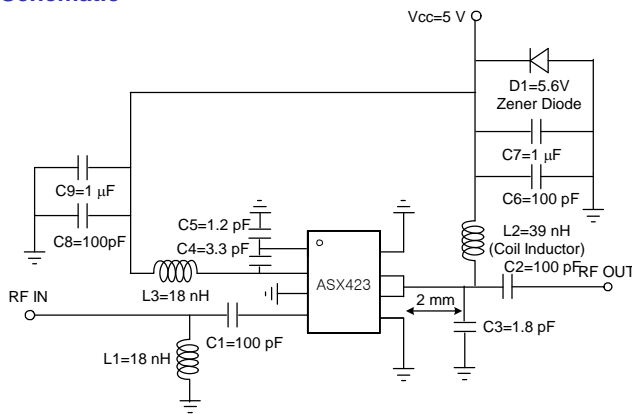 Schematic
Vcc=5 V
D1=5.6V
Zener Diode
C7=1 μF
C6=100 pF
C9=1 μF
C8=100pF
C5=1.2 pF
C4=3.3 pF
L2=39 nH
(Coil Inductor)
ASX423
C2=100 pF
RF OUT
L3=18 nH
2 mm
RF IN
C1=100 pF
C3=1.8 pF
L1=18 nH